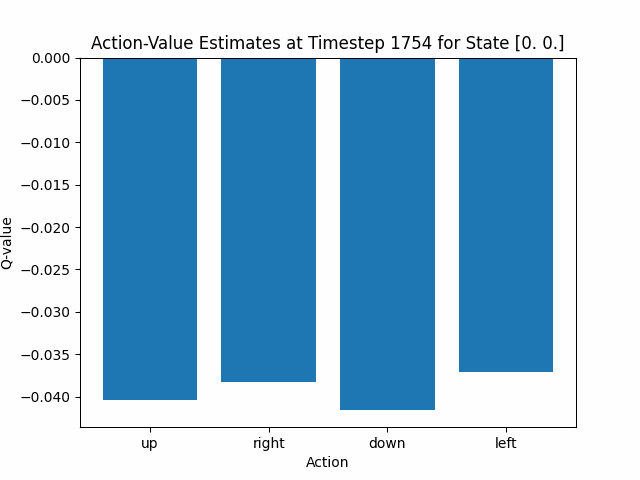 Action-Value Estimates at Timestep 1754 for State [0. 0.]
0.000
−0.005
−0.010
−0.015
−0.020
−0.025
−0.030
−0.035
−0.040
Q-value
up right down left
Action